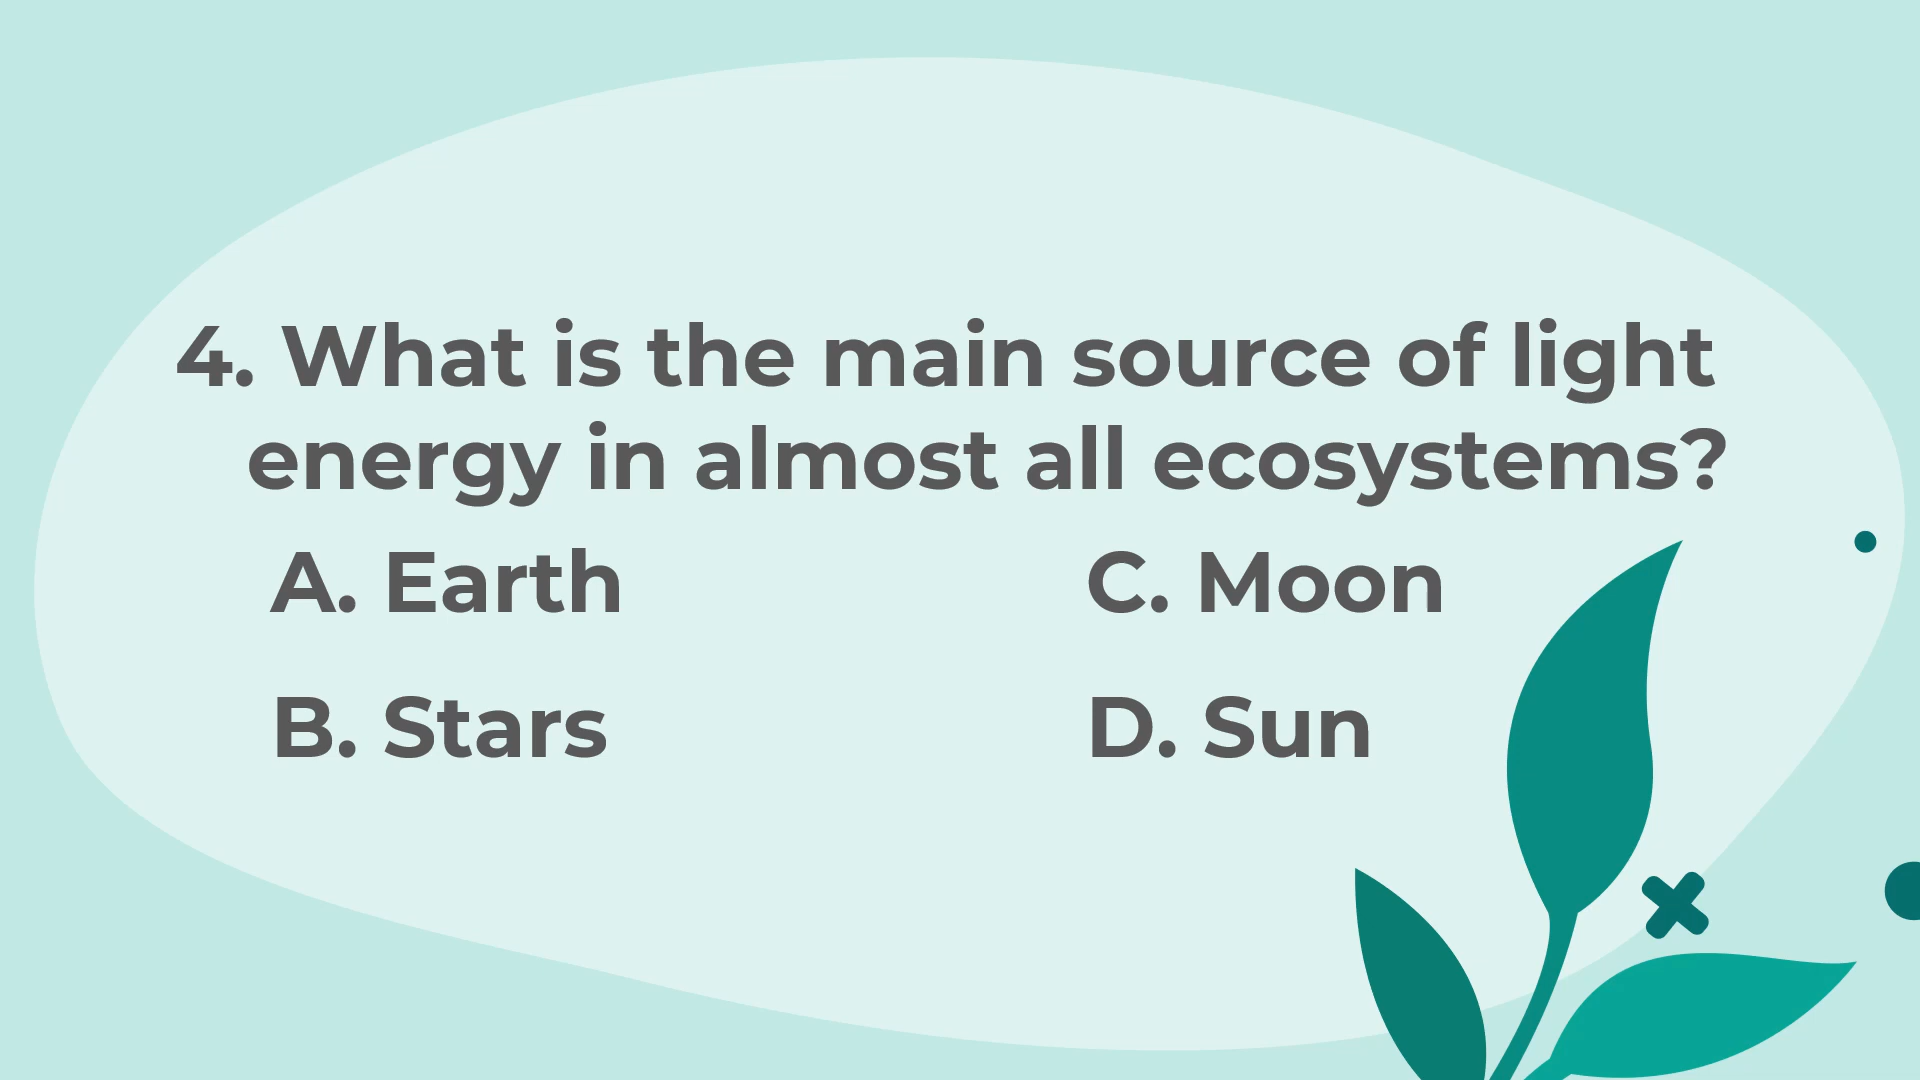 4. What is the main source of light
energy in almost all ecosystems?
A. Earth
C. Moon
B. Stars
D. Sun